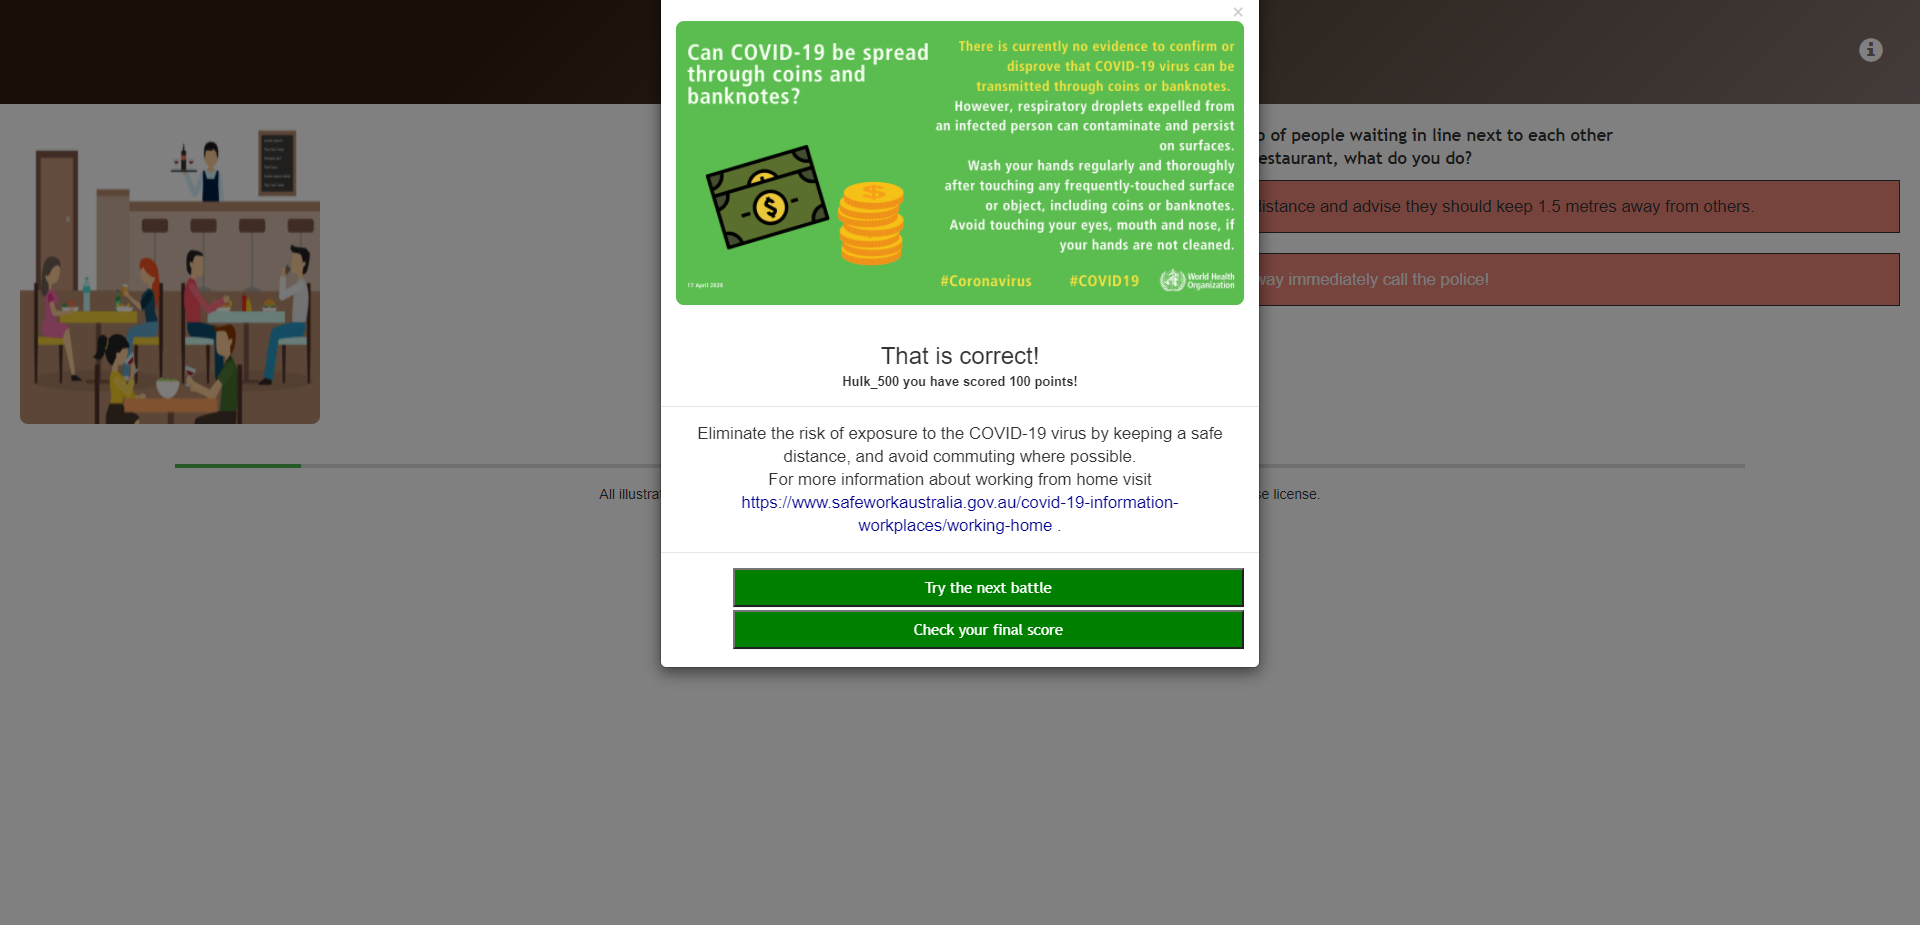 ×
Can COVID-19 be spread
through coins and
banknotes?
There is currently no evidence to confirm or
disprove that COVID-19 virus can be
transmitted through coins or banknotes.
However, respiratory droplets expelled from
an infected person can contaminate and persist
on surfaces.
Wash your hands regularly and thoroughly
after touching any frequently-touched surface
or object, including coins or banknotes.
Avoid touching your eyes, mouth and nose, if
your hands are not cleaned.
#Coronavirus #COVID19
World Health
Organization
17 April 2020
of people waiting in line next to each other
estaurant, what do you do?
distance and advise they should keep 1.5 metres away from others.
way immediately call the police!
That is correct!
Hulk_500 you have scored 100 points!
Eliminate the risk of exposure to the COVID-19 virus by keeping a safe
distance, and avoid commuting where possible.
For more information about working from home visit
https://www.safeworkaustralia.gov.au/covid-19-information-
workplaces/working-home .
All illustra
se license.
Try the next battle
Check your final score